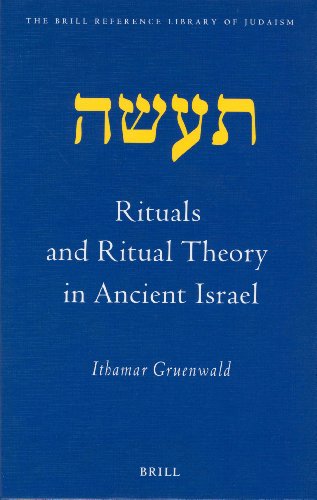 THE BRILL REFERENCE LIBRARY OF JUDAISM
תעשה
Rituals
and Ritual Theory
in Ancient Israel
Ithamar Gruenwald
BRILL